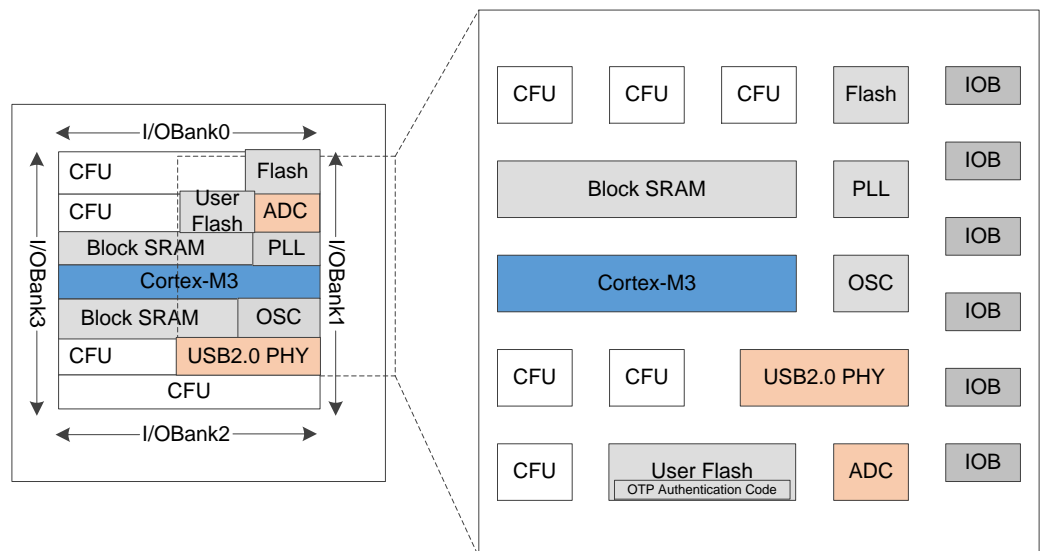 I/OBank0
I/OBank3
I/OBank1
CFU
Flash
CFU
User
Flash
ADC
Block SRAM
PLL
Cortex-M3
Block SRAM
OSC
CFU
USB2.0 PHY
CFU
I/OBank2
CFU
CFU
CFU
Flash
IOB
Block SRAM
PLL
IOB
IOB
Cortex-M3
OSC
IOB
CFU
CFU
USB2.0 PHY
IOB
CFU
User Flash
OTP Authentication Code
ADC
IOB